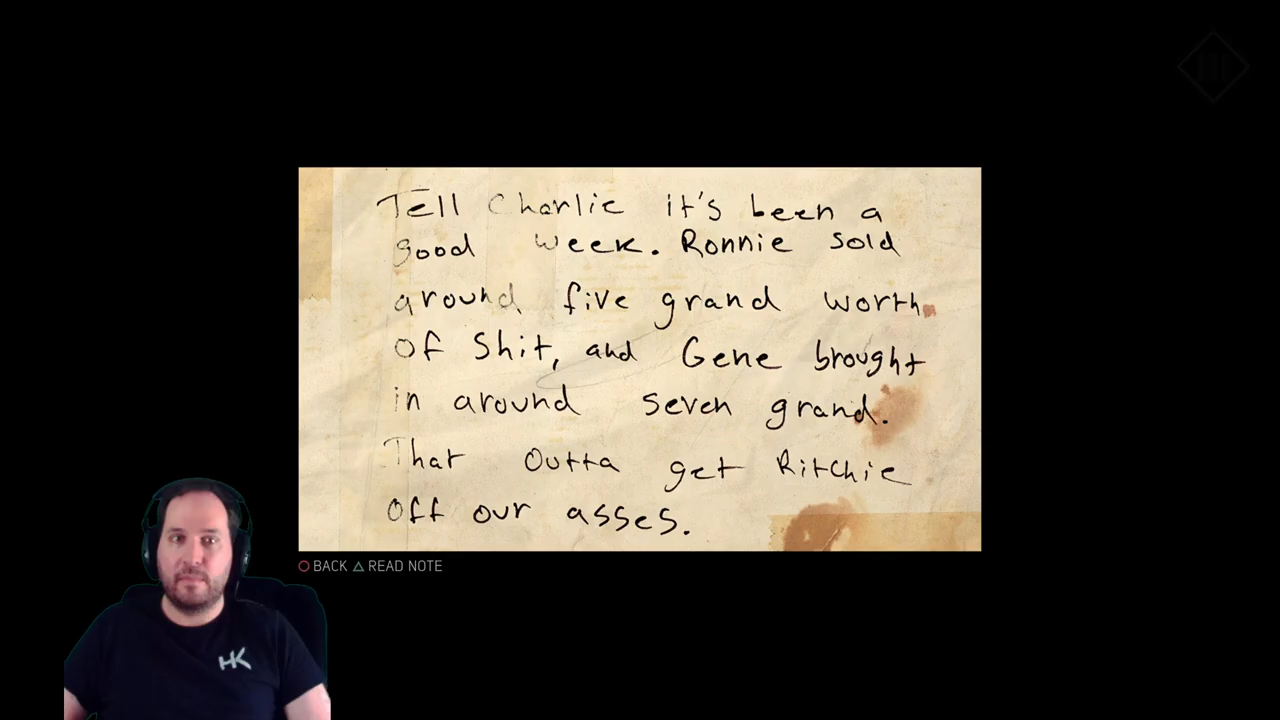 Tell Charlie it's been a
good week. Ronnie sold
around five grand worth
of Shit, and Gene brought
in around seven grand.
That Outta get Ritchie
Off our asses.
BACK READ NOTE
HK